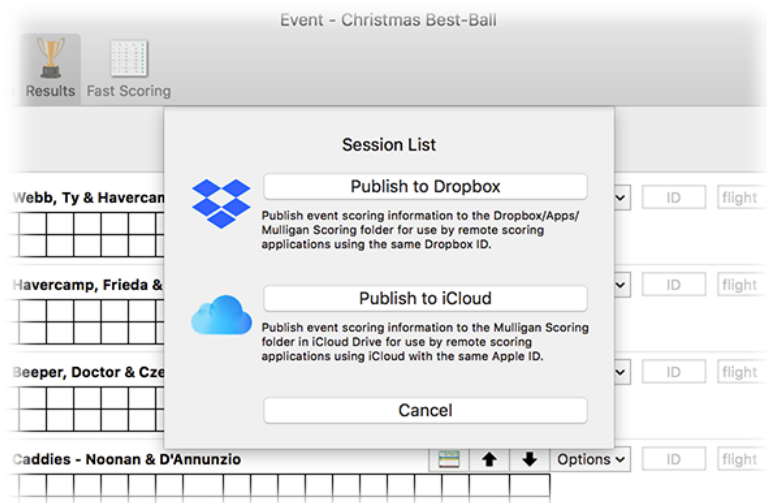 Event - Christmas Best-Ball
Results Fast Scoring
Session List
Publish to Dropbox
Publish event scoring information to the Dropbox/Apps/
Mulligan Scoring folder for use by remote scoring
applications using the same Dropbox ID.
Publish to iCloud
Publish event scoring information to the Mulligan Scoring
folder in iCloud Drive for use by remote scoring
applications using iCloud with the same Apple ID.
Cancel
Webb, Ty & Havercam
ID flight
Havercamp, Frieda &
ID flight
Beeper, Doctor & Cze
ID flight
Caddies - Noonan & D'Annunzio
Options ID flight